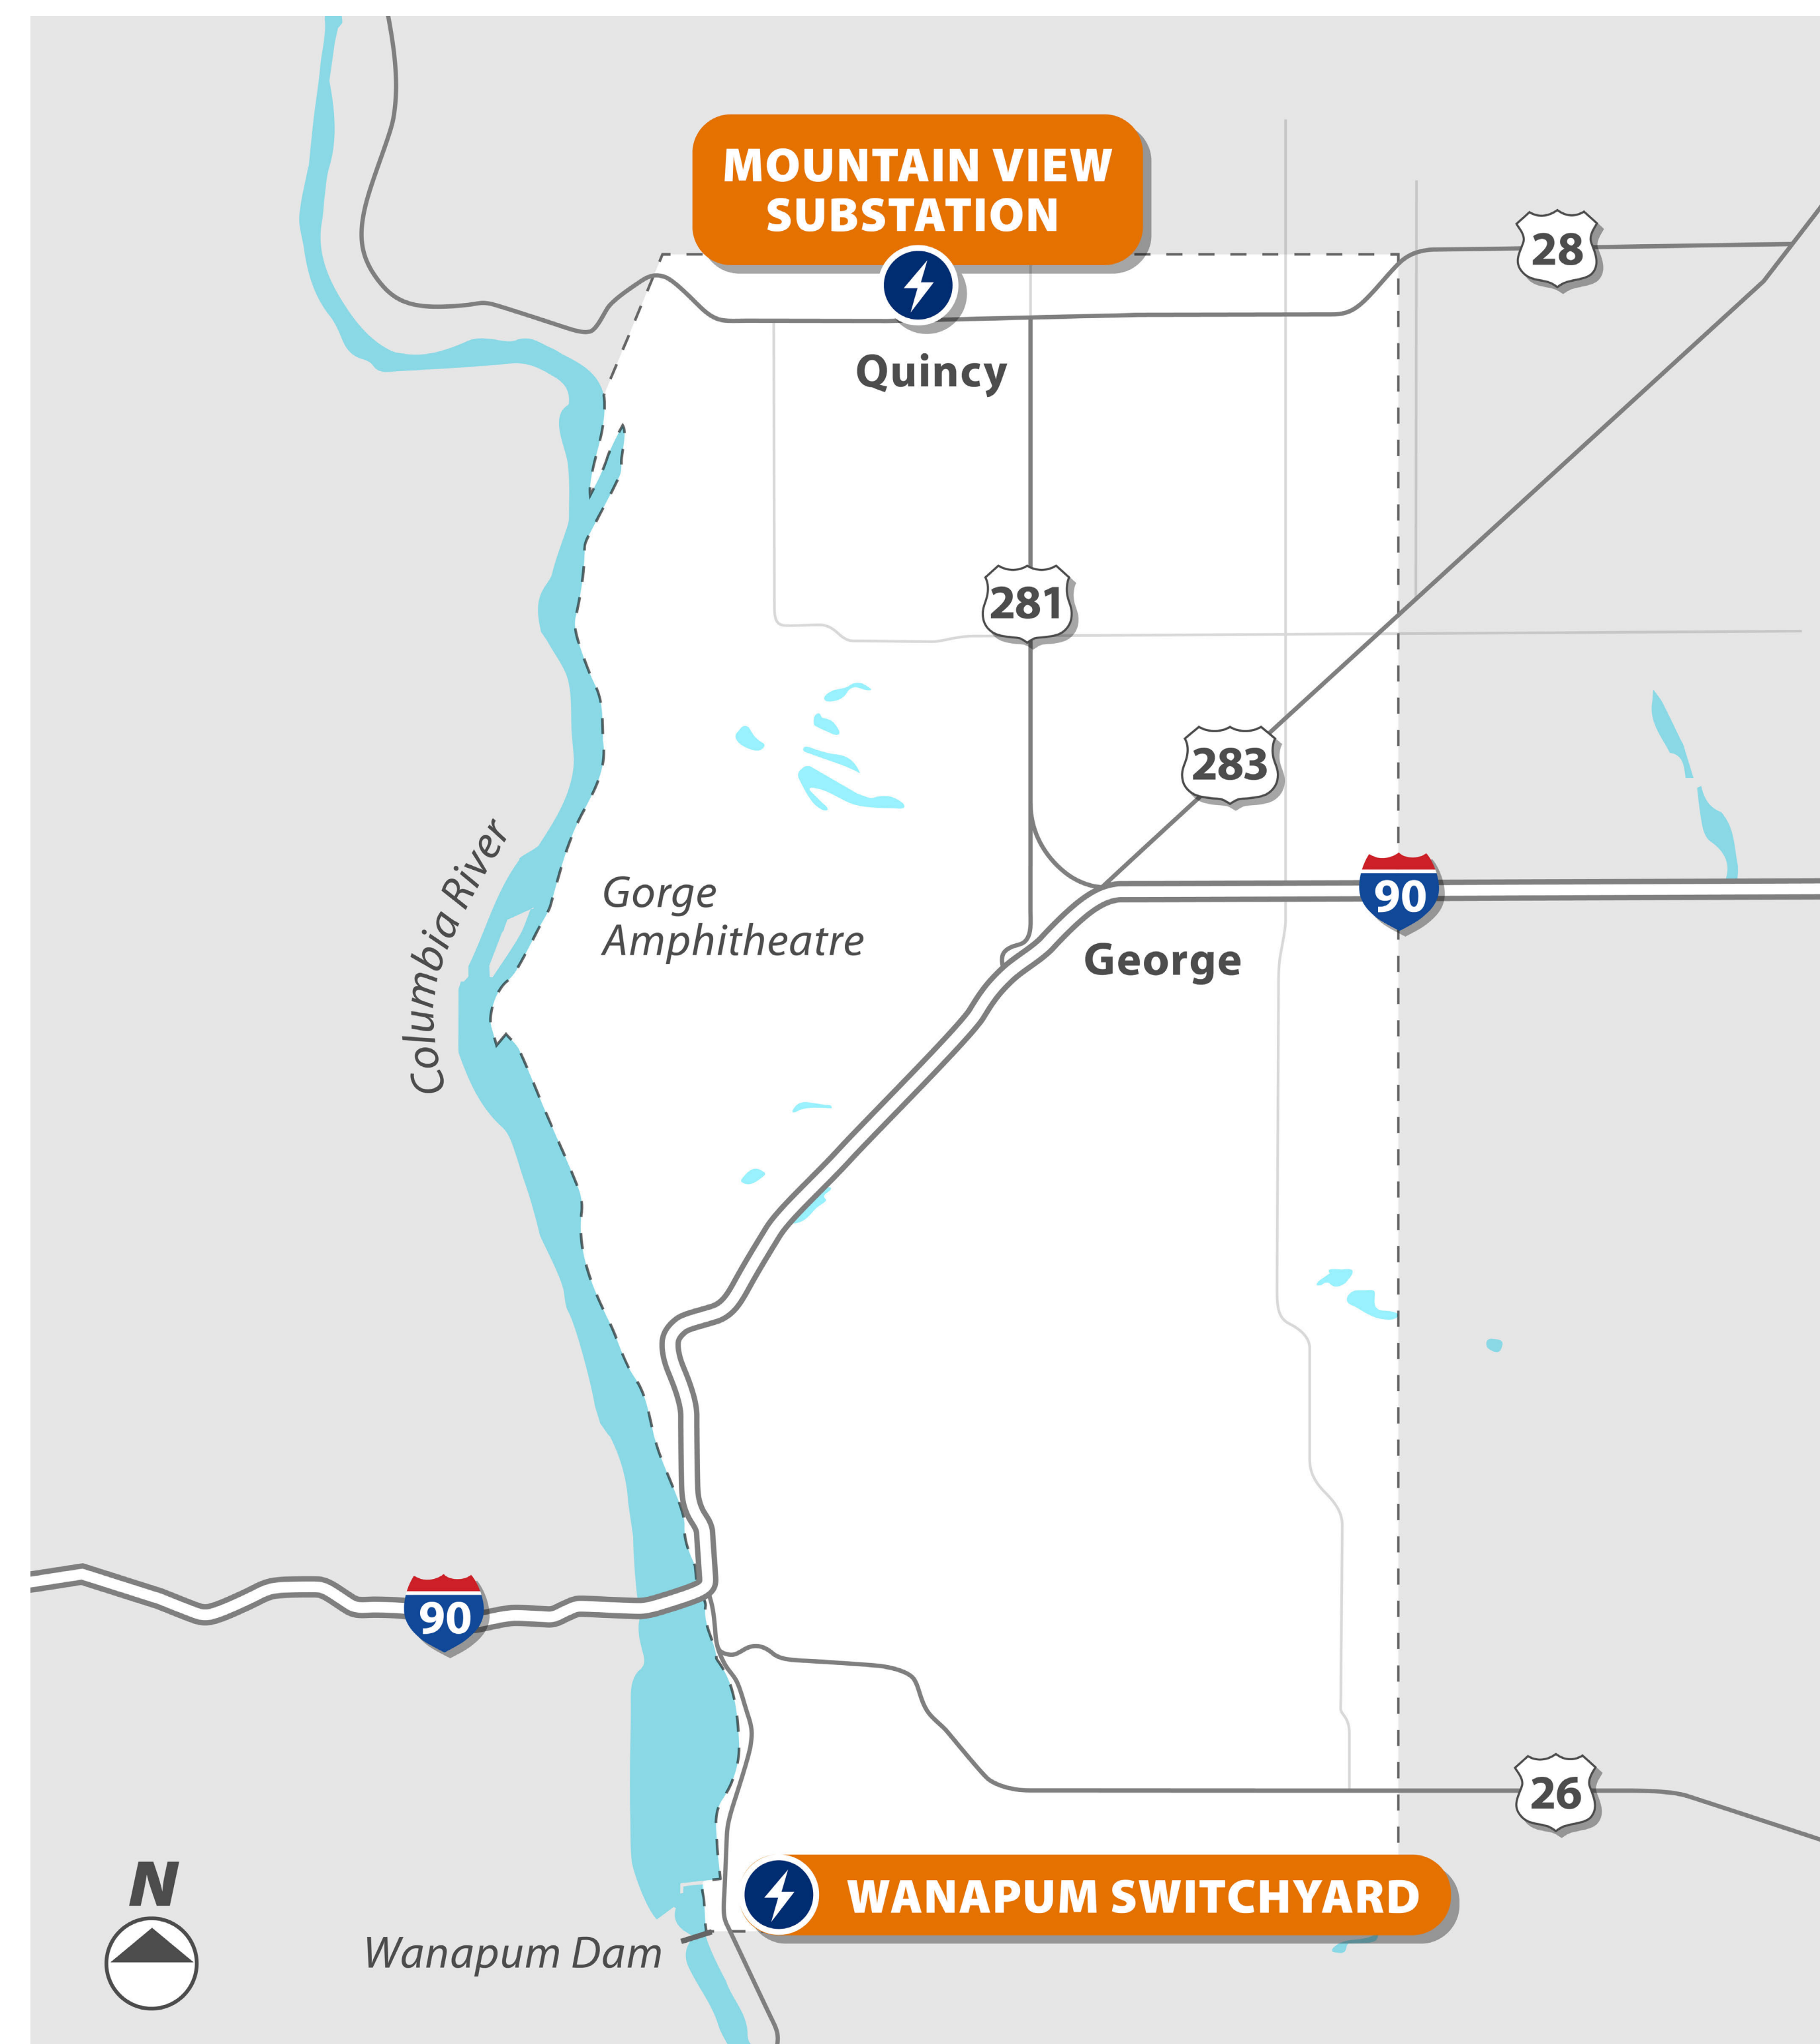 MOUNTAIN VIEW
SUBSTATION
28
Quincy
281
283
90
Columbia River
Gorge
Amphitheatre
George
90
26
N
WANAPUM SWITCHYARD
Wanapum Dam